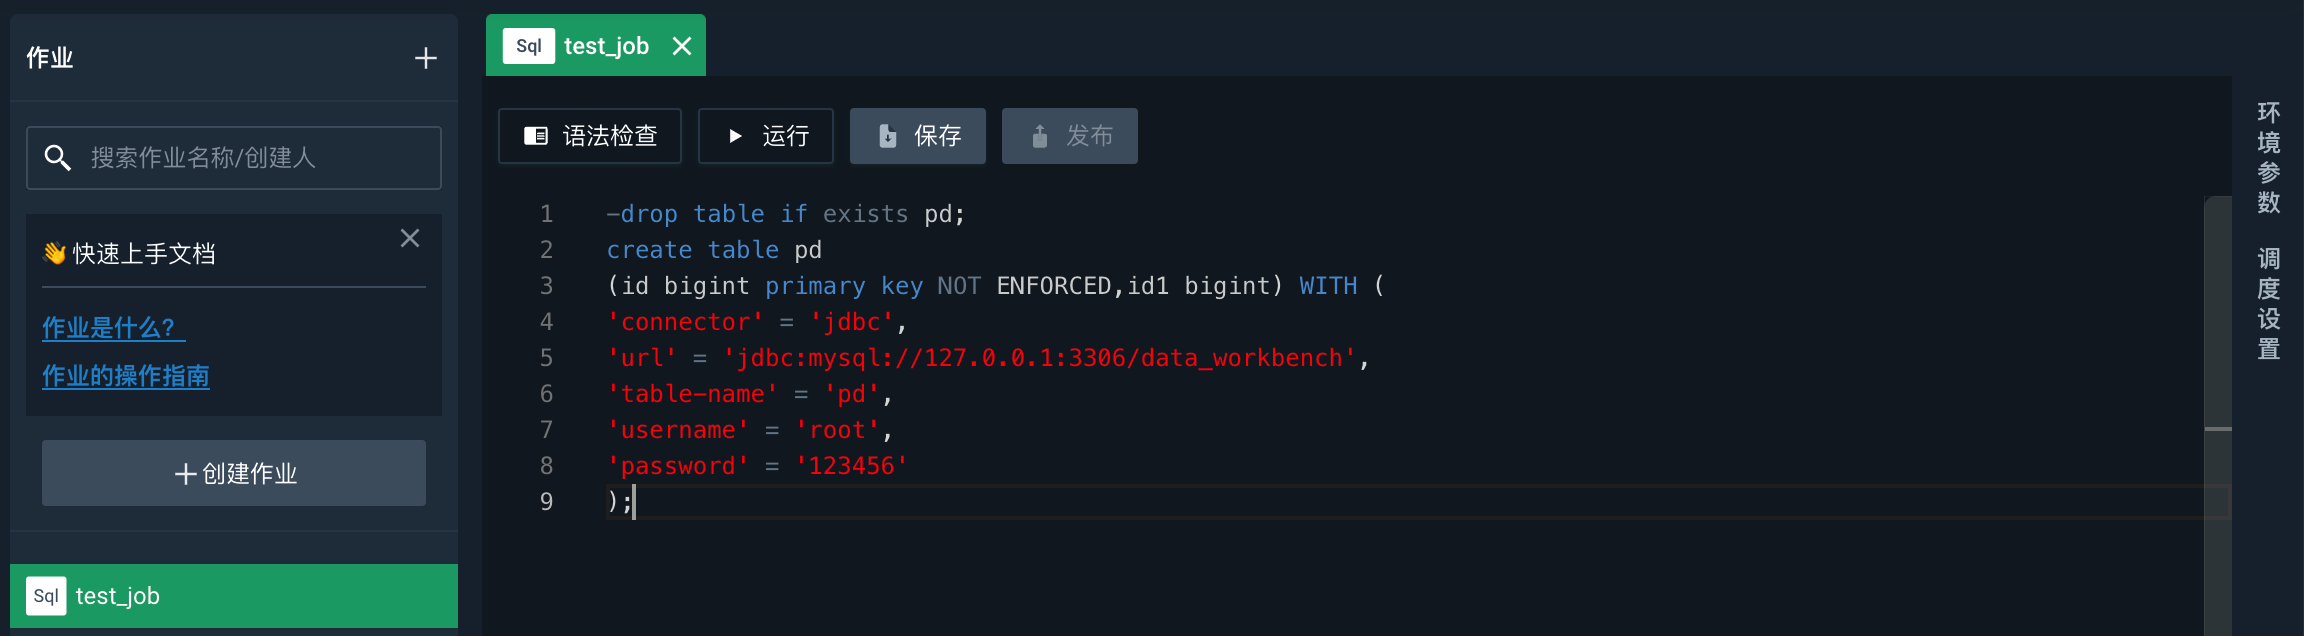 作业
搜索作业名称/创建人
快速上手文档
作业是什么?
作业的操作指南
创建作业
Sql test_job
Sql test_job
语法检查 运行 保存 发布
1 -drop table if exists pd;
2 create table pd
3 (id bigint primary key NOT ENFORCED,id1 bigint) WITH (
4 'connector' = 'jdbc',
5 'url' = 'jdbc:mysql://127.0.0.1:3306/data_workbench',
6 'table-name' = 'pd',
7 'username' = 'root',
8 'password' = '123456'
9 );
环境参数
调度设置